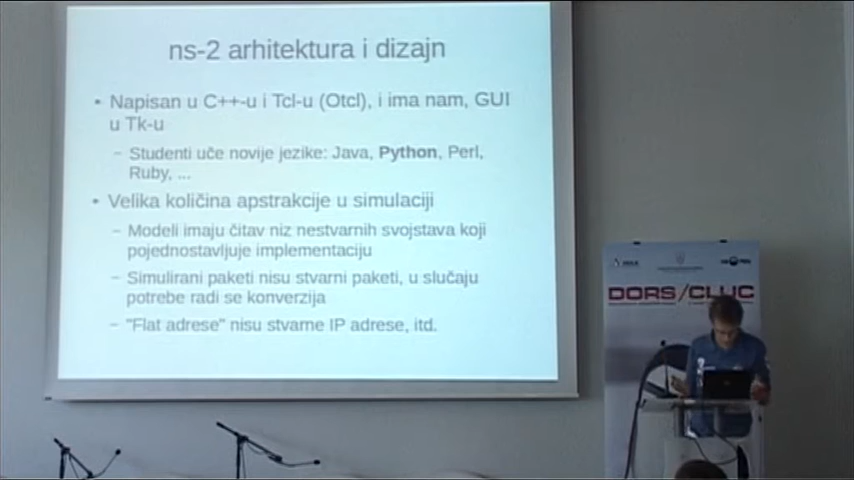 ns-2 arhitektura i dizajn
• Napisan u C++-u i Tcl-u (Otcl), i ima nam, GUI
u Tk-u
– Studenti uče novije jezike: Java, Python, Perl,
Ruby, ...
• Velika količina apstrakcije u simulaciji
– Modeli imaju čitav niz nestvarnih svojstava koji
pojednostavljuje implementaciju
– Simulirani paketi nisu stvarni paketi, u slučaju
potrebe radi se konverzija
– "Flat adrese" nisu stvarne IP adrese, itd.
DORS/CLUC